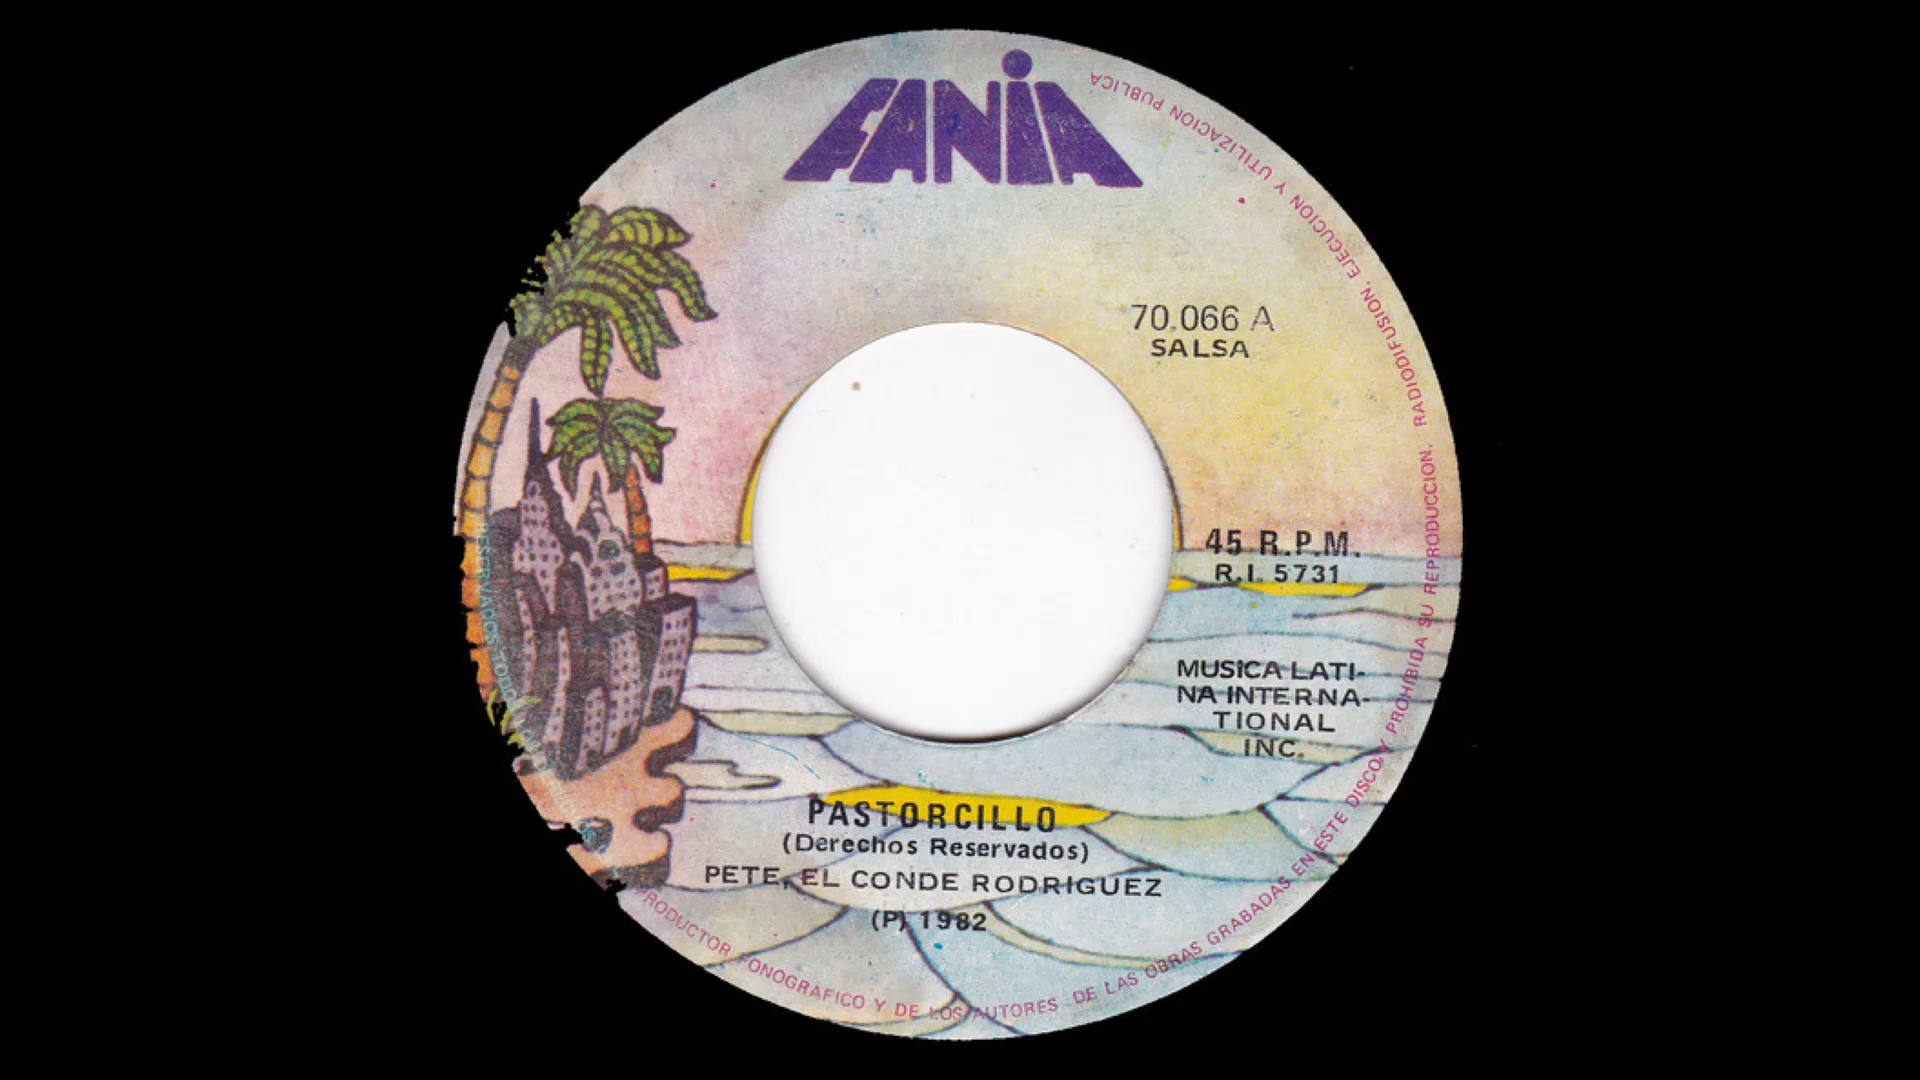 FANIA
70.066 A
SALSA
45 R.P.M.
R.I. 5731
MUSICA LATI-
NA INTERNA-
TIONAL
INC.
PASTORCILLO
(Derechos Reservados)
PETE, EL CONDE RODRIGUEZ
(P) 1982
RESERVADOS TODOS
PRODUCTOR FONOGRAFICO Y DE LOS AUTORES DE LAS OBRAS GRABADAS EN ESTE DISCO Y PROHIBIDA SU REPRODUCCION, RADIODIFUSION, EJECUCION Y UTILIZACION PUBLICA